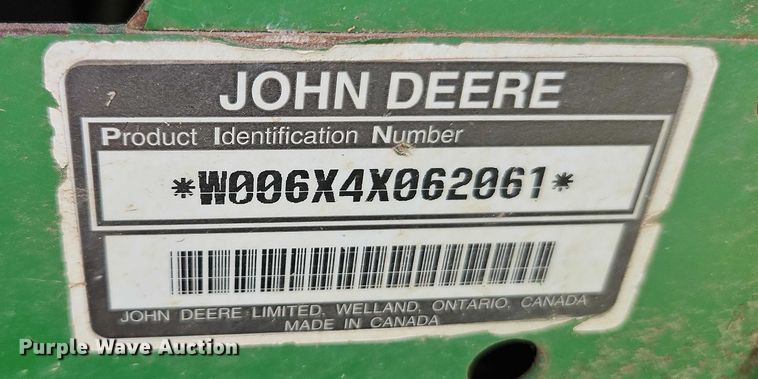 JOHN DEERE
Product Identification Number
*W006X4X062061*
JOHN DEERE LIMITED, WELLAND, ONTARIO, CANADA
MADE IN CANADA
Purple Wave Auction